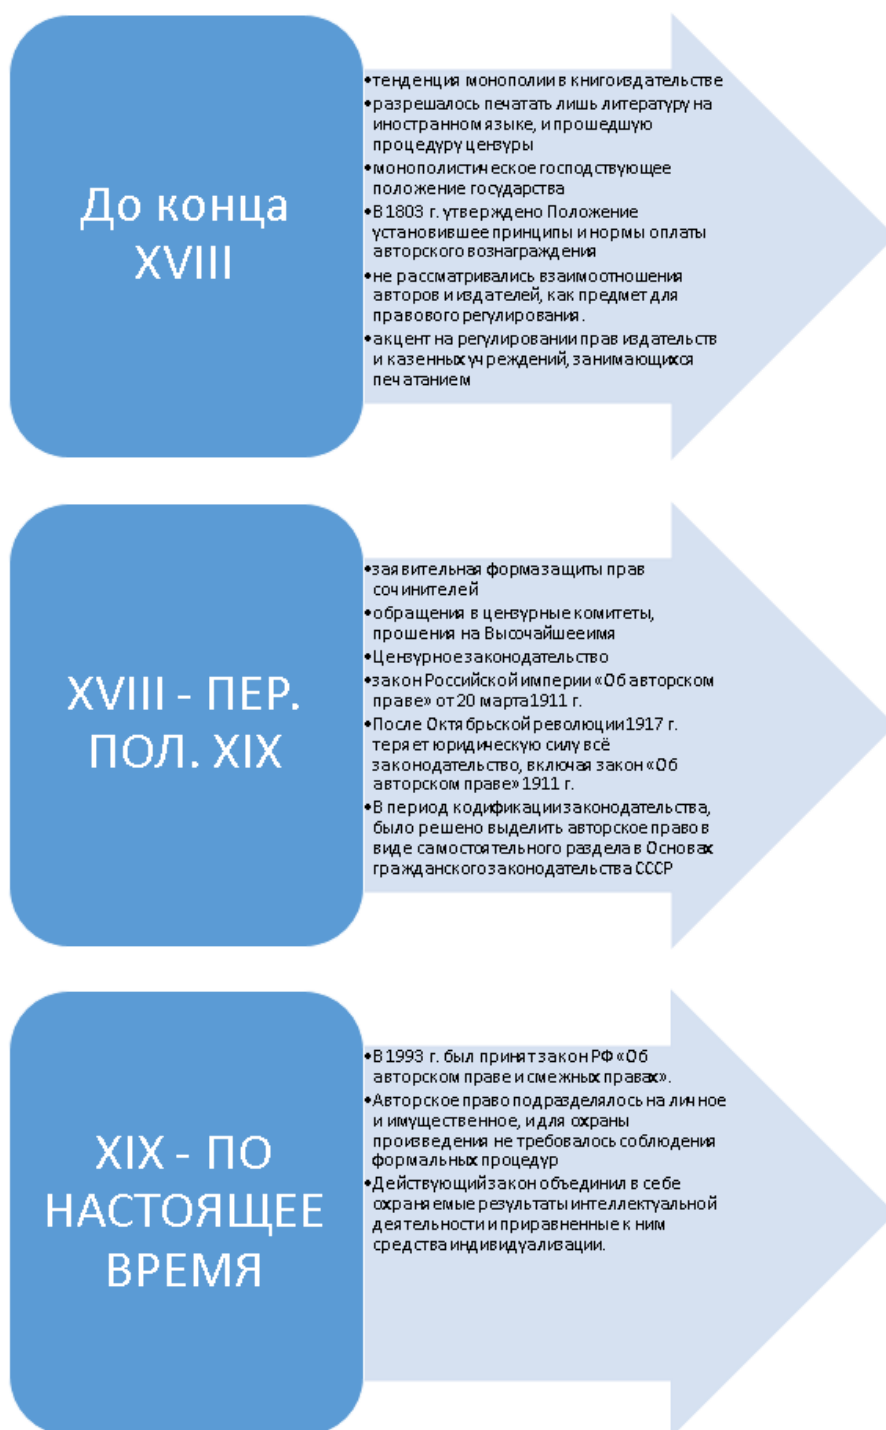 До конца
XVIII
•тенденция монополии в книгоиздательстве
•разрешалось печатать лишь литературу на
иностранном языке, и прошедшую
процедуру цензуры
•монополистическое господствующее
положение государства
•В 1803 г. утверждено Положение
установившее принципы и нормы оплаты
авторского вознаграждения
•не рассматривались взаимоотношения
авторов и издателей, как предмет для
правового регулирования.
•акцент на регулировании прав издательств
и казенных учреждений, занимающихся
печатанием
XVIII - ПЕР.
ПОЛ. XIX
•заявительная форма защиты прав
сочинителей
•обращения в цензурные комитеты,
прошения на Высочайшее имя
•Цензурное законодательство
•закон Российской империи «Об авторском
праве» от 20 марта 1911 г.
•После Октябрьской революции 1917 г.
теряет юридическую силу всё
законодательство, включая закон «Об
авторском праве» 1911 г.
•В период кодификации законодательства,
было решено выделить авторское право в
виде самостоятельного раздела в Основах
гражданского законодательства СССР
XIX - ПО
НАСТОЯЩЕЕ
ВРЕМЯ
•В 1993 г. был принят закон РФ «Об
авторском праве и смежных правах».
•Авторское право подразделялось на личное
и имущественное, и для охраны
произведения не требовалось соблюдения
формальных процедур
•Действующий закон объединил в себе
охраняемые результаты интеллектуальной
деятельности и приравненные к ним
средства индивидуализации.